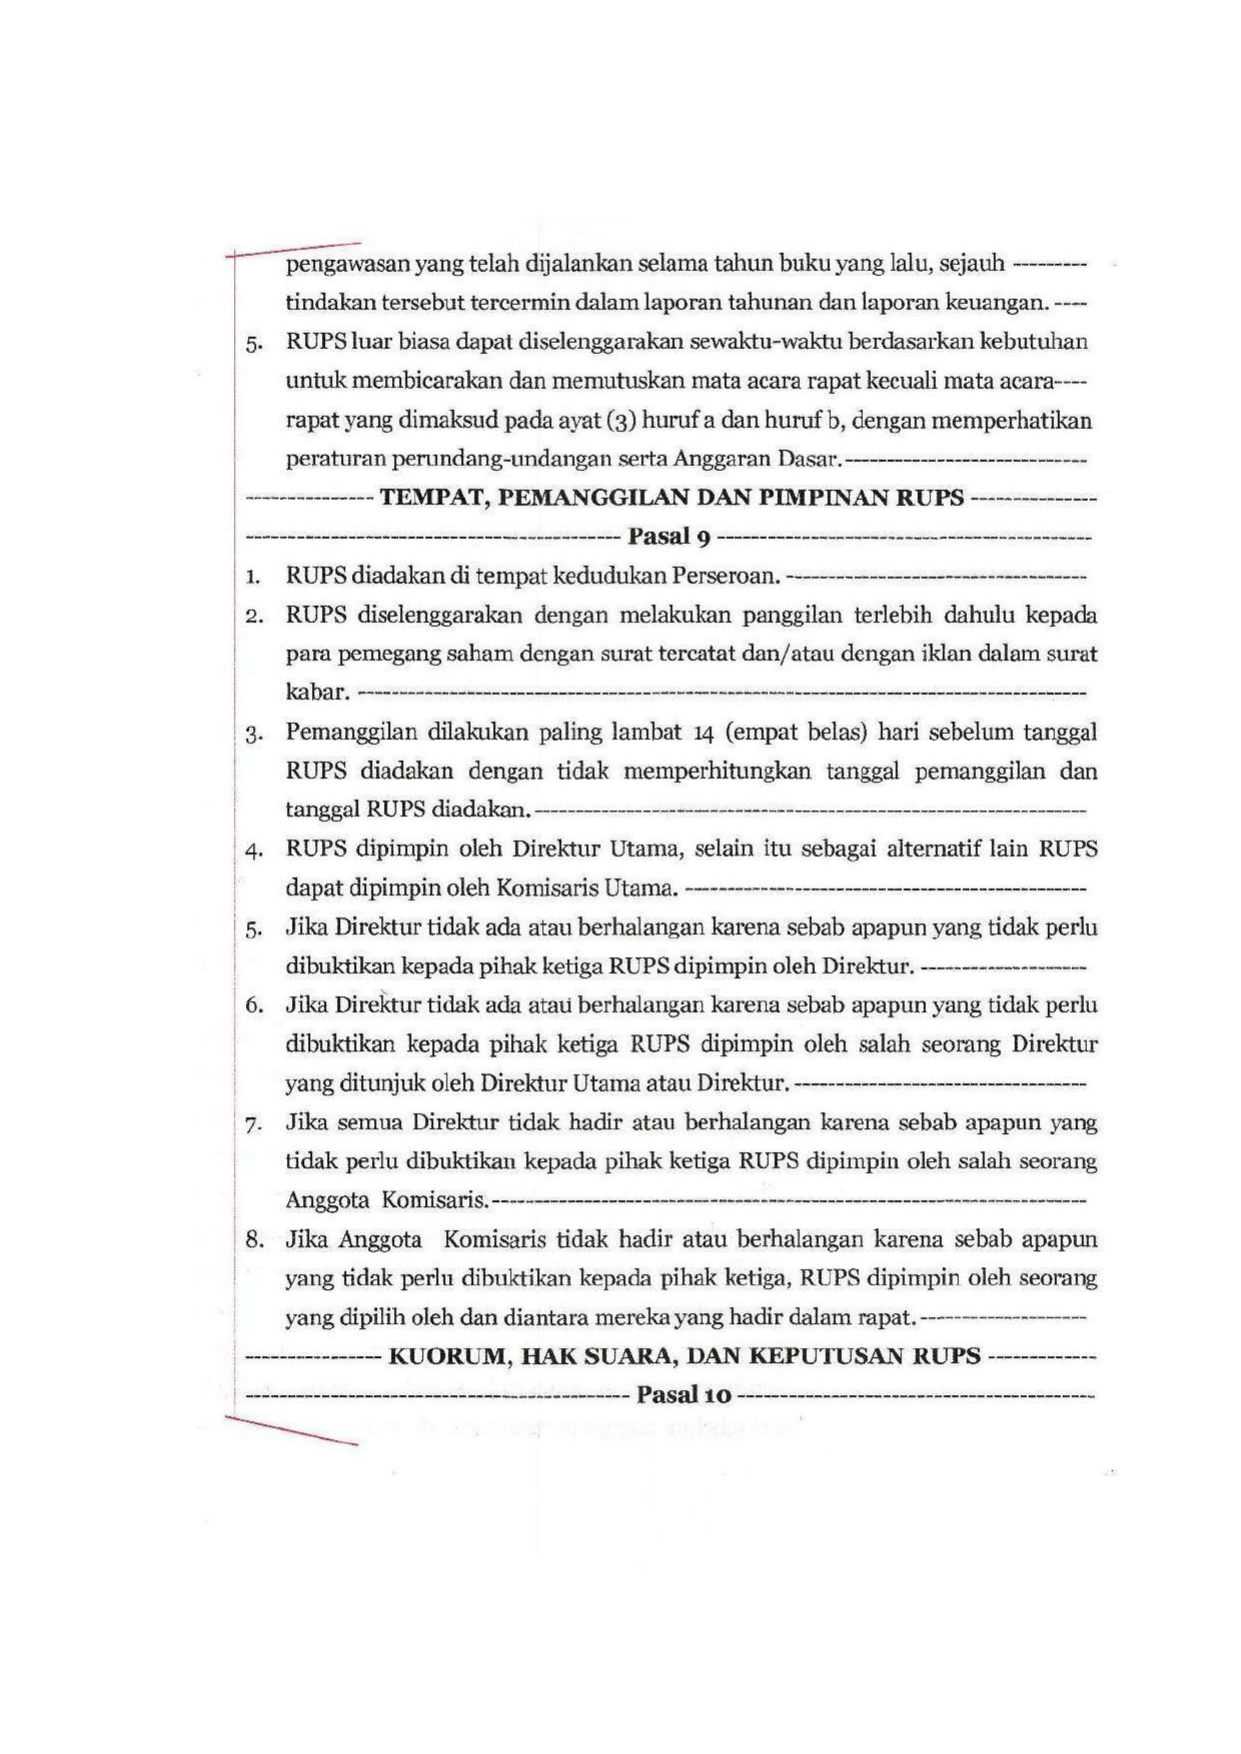 pengawasan yang telah dijalankan selama tahun buku yang lalu, sejauh ---------
tindakan tersebut tercermin dalam laporan tahunan dan laporan keuangan. ----
5. RUPS luar biasa dapat diselenggarakan sewaktu-waktu berdasarkan kebutuhan
untuk membicarakan dan memutuskan mata acara rapat kecuali mata acara----
rapat yang dimaksud pada ayat (3) huruf a dan huruf b, dengan memperhatikan
peraturan perundang-undangan serta Anggaran Dasar.-----------------------------
--------------- TEMPAT, PEMANGGILAN DAN PIMPINAN RUPS ---------------
--------------------------------------------- Pasal 9 ---------------------------------------------
1. RUPS diadakan di tempat kedudukan Perseroan. ------------------------------------
2. RUPS diselenggarakan dengan melakukan panggilan terlebih dahulu kepada
para pemegang saham dengan surat tercatat dan/atau dengan iklan dalam surat
kabar. ----------------------------------------------------------------------------------------
3. Pemanggilan dilakukan paling lambat 14 (empat belas) hari sebelum tanggal
RUPS diadakan dengan tidak memperhitungkan tanggal pemanggilan dan
tanggal RUPS diadakan.------------------------------------------------------------------
4. RUPS dipimpin oleh Direktur Utama, selain itu sebagai alternatif lain RUPS
dapat dipimpin oleh Komisaris Utama. ------------------------------------------------
5. Jika Direktur tidak ada atau berhalangan karena sebab apapun yang tidak perlu
dibuktikan kepada pihak ketiga RUPS dipimpin oleh Direktur. --------------------
6. Jika Direktur tidak ada atau berhalangan karena sebab apapun yang tidak perlu
dibuktikan kepada pihak ketiga RUPS dipimpin oleh salah seorang Direktur
yang ditunjuk oleh Direktur Utama atau Direktur. -----------------------------------
7. Jika semua Direktur tidak hadir atau berhalangan karena sebab apapun yang
tidak perlu dibuktikan kepada pihak ketiga RUPS dipimpin oleh salah seorang
Anggota Komisaris.-----------------------------------------------------------------------
8. Jika Anggota Komisaris tidak hadir atau berhalangan karena sebab apapun
yang tidak perlu dibuktikan kepada pihak ketiga, RUPS dipimpin oleh seorang
yang dipilih oleh dan diantara mereka yang hadir dalam rapat. --------------------
---------------- KUORUM, HAK SUARA, DAN KEPUTUSAN RUPS -------------
---------------------------------------------- Pasal 10 -------------------------------------------